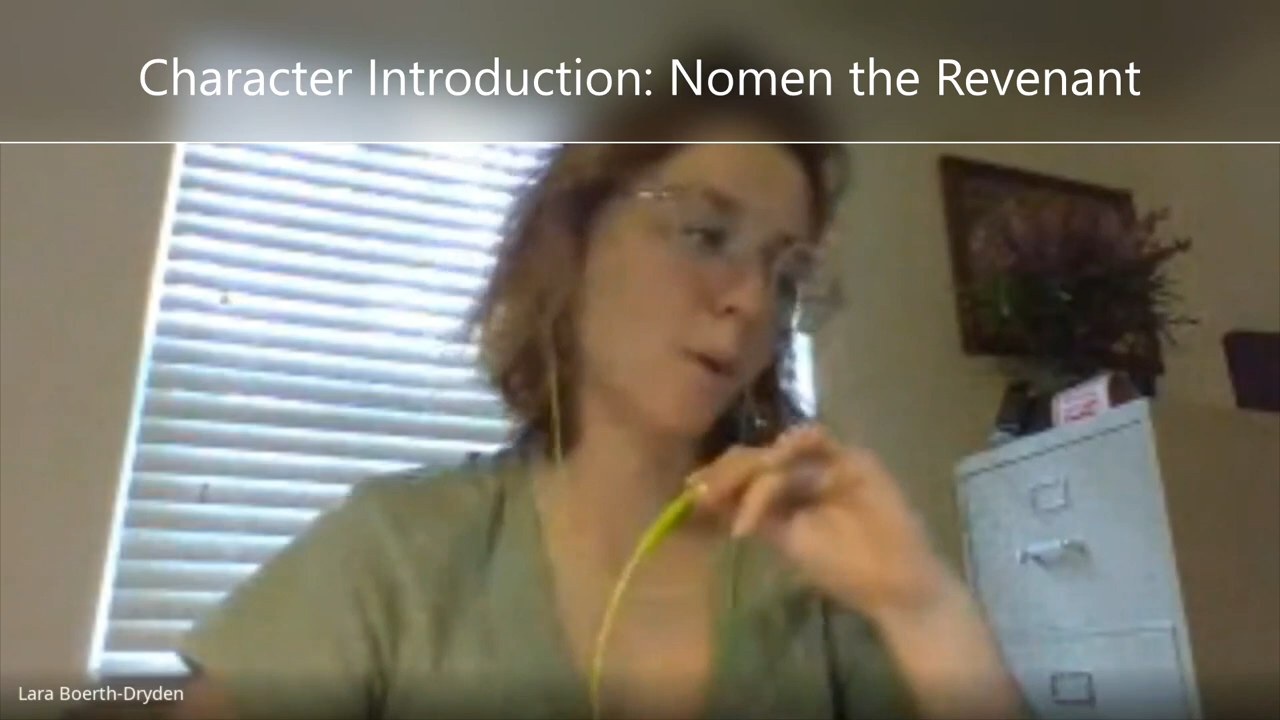 Character Introduction: Nomen the Revenant
Lara Boerth-Dryden